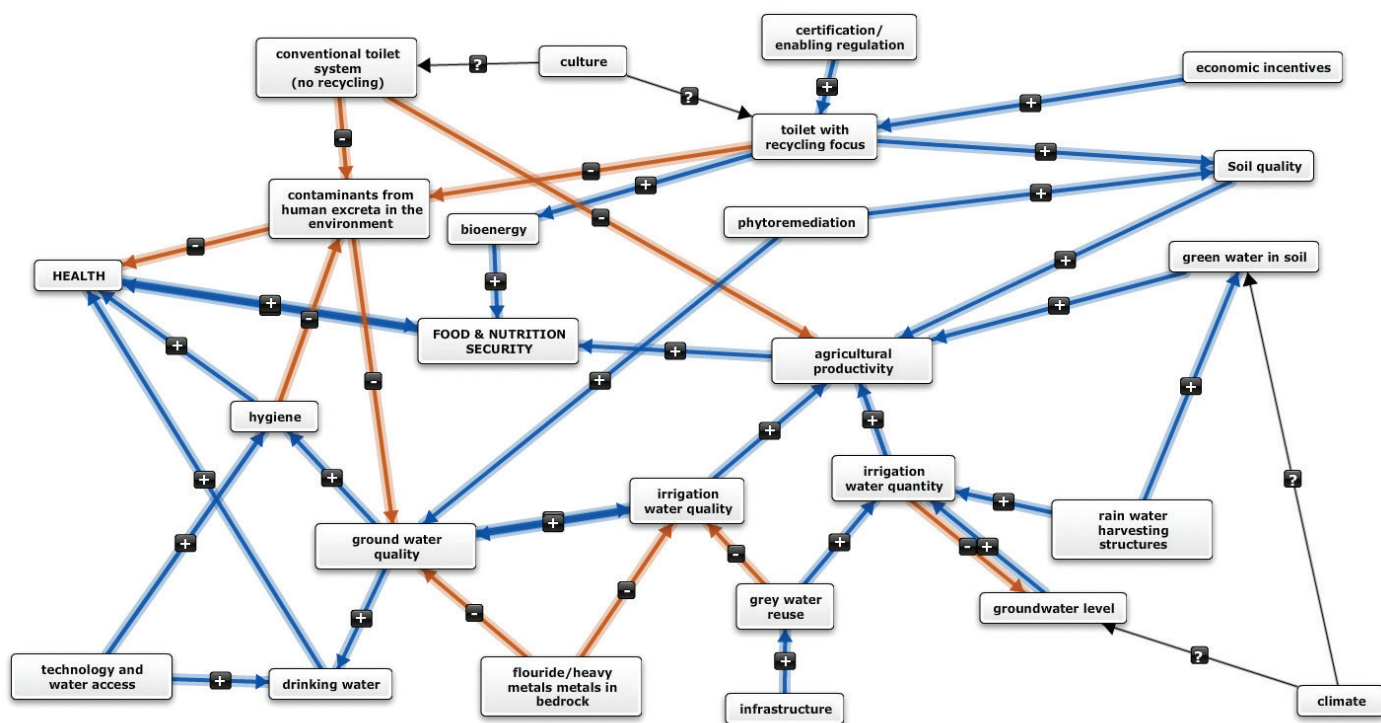 certification/
enabling regulation
conventional toilet
system
(no recycling)
?
culture
economic incentives
+
+
?
-
toilet with
recycling focus
+
Soil quality
-
contaminants from
human excreta in the
environment
+
+
-
phytoremediation
bioenergy
-
green water in soil
+
HEALTH
+
+
+
-
FOOD & NUTRITION
SECURITY
+
+
agricultural
productivity
+
-
+
+
hygiene
+
+
?
+
irrigation
water quality
irrigation
water quantity
+
rain water
harvesting
structures
+
ground water
quality
+
+
-
-
+
-
-
grey water
reuse
groundwater level
+
?
technology and
water access
+
drinking water
flouride/heavy
metals metals in
bedrock
+
infrastructure
climate